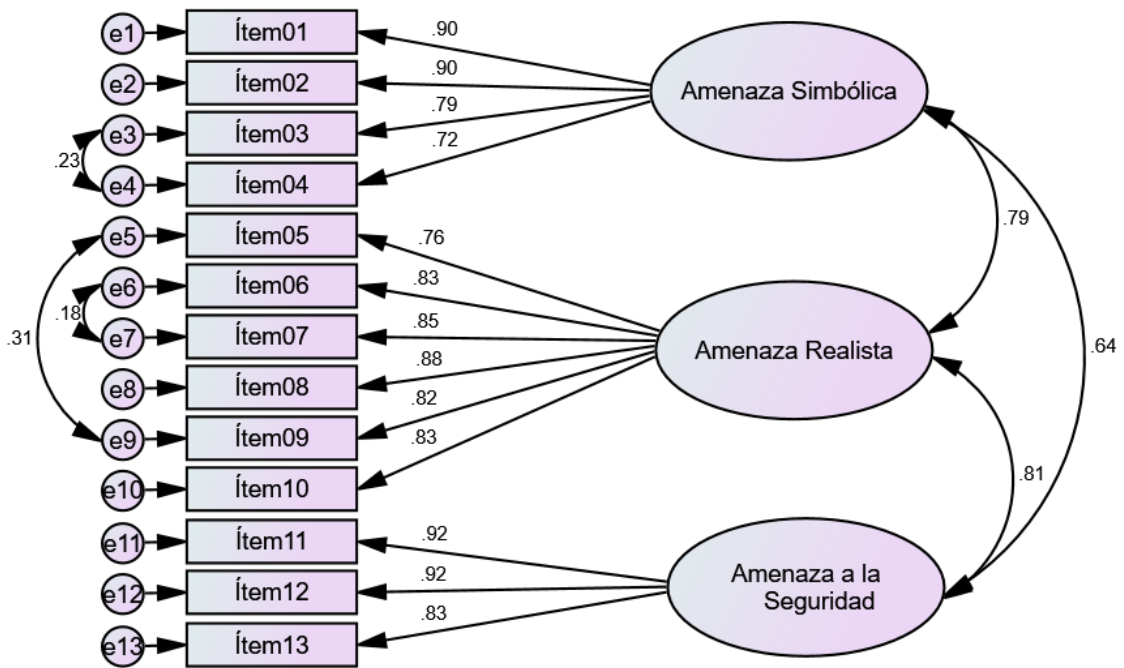 e1
Ítem01
.90
e2
Ítem02
.90
Amenaza Simbólica
e3
Ítem03
.79
.23
e4
Ítem04
.72
e5
Ítem05
.76
.79
e6
Ítem06
.83
.18
e7
Ítem07
.85
.31
Amenaza Realista
.64
e8
Ítem08
.88
e9
Ítem09
.82
e10
Ítem10
.83
.81
e11
Ítem11
.92
e12
Ítem12
.92
Amenaza a la
Seguridad
e13
Ítem13
.83